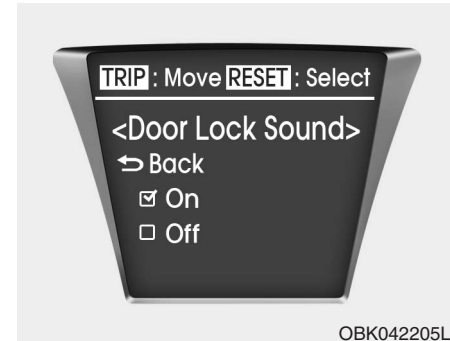 TRIP : Move RESET : Select
<Door Lock Sound>
⮌ Back
☑ On
☐ Off
OBK042205L